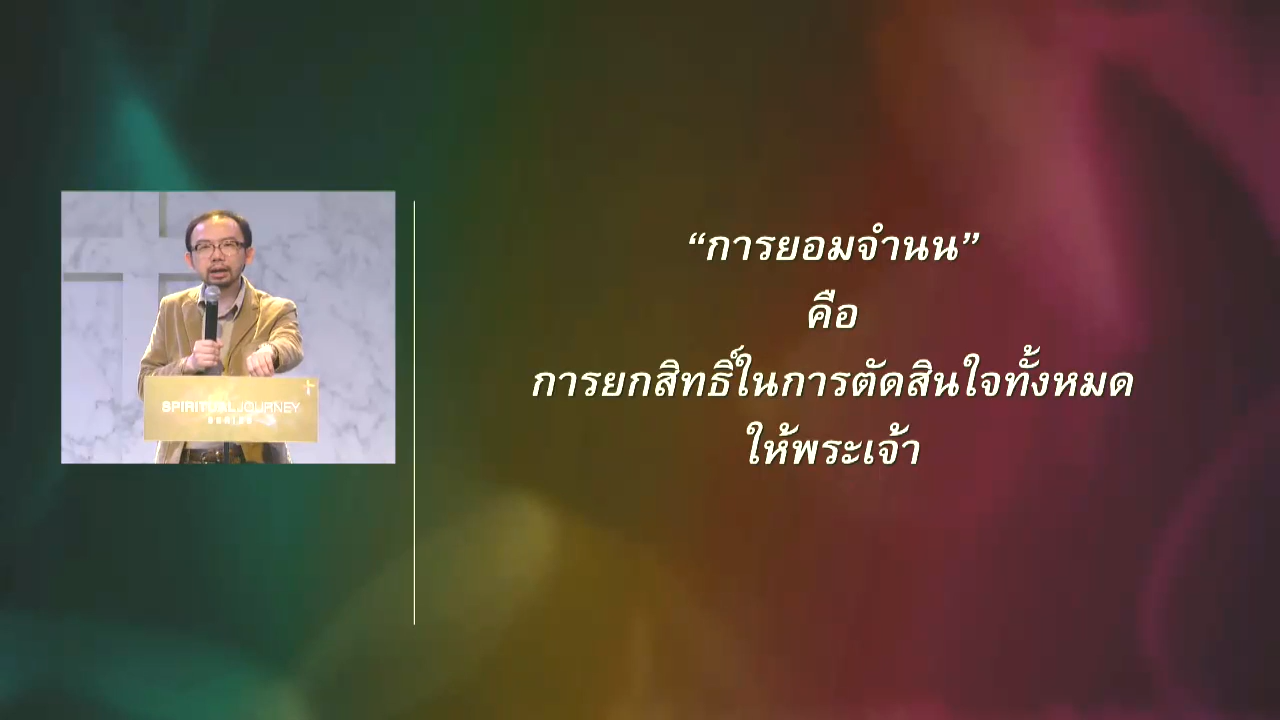 “การยอมจำนน”
คือ
การยกสิทธิ์ในการตัดสินใจทั้งหมด
ให้พระเจ้า
SPIRITUAL JOURNEY
SERIES